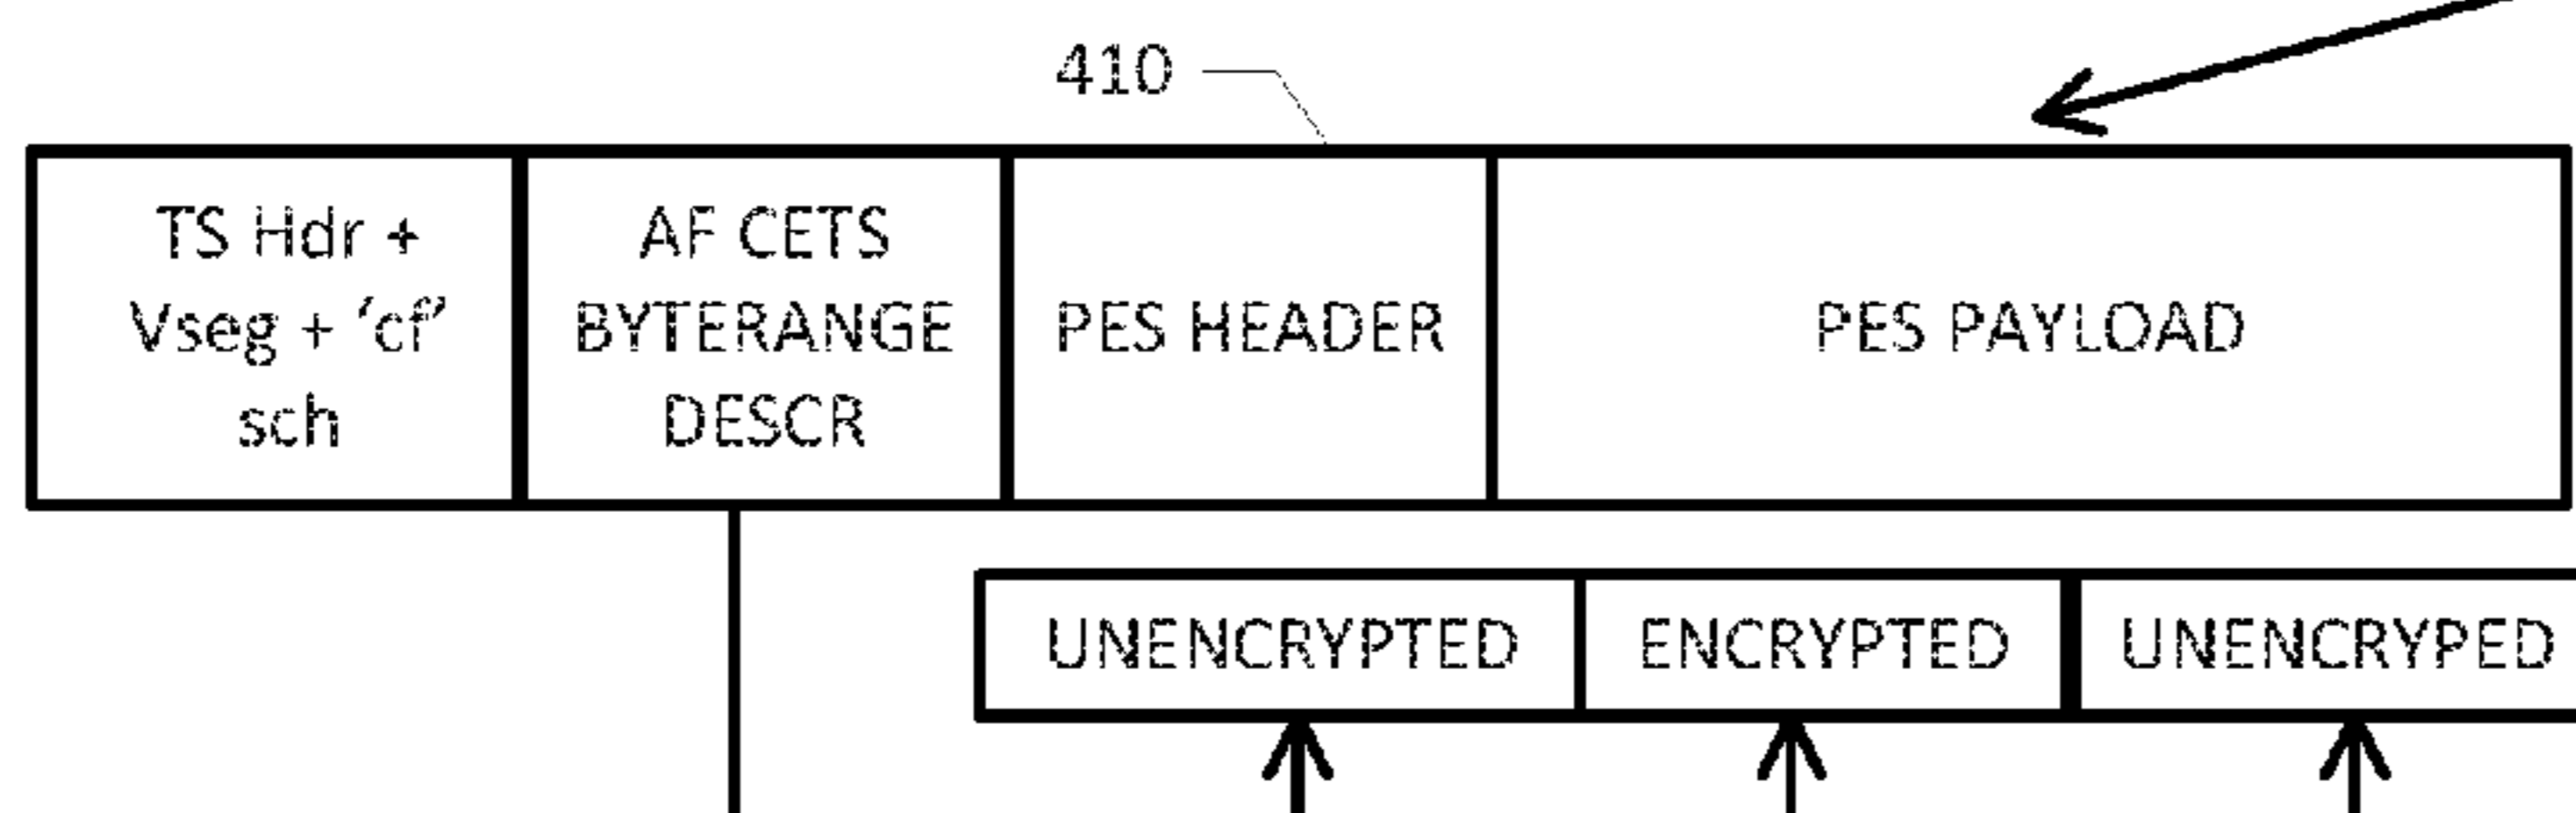 410
TS Hdr +
Vseg + ‘cf’
sch
AF CETS
BYTERANGE
DESCR
PES HEADER
PES PAYLOAD
UNENCRYPTED
ENCRYPTED
UNENCRYPED